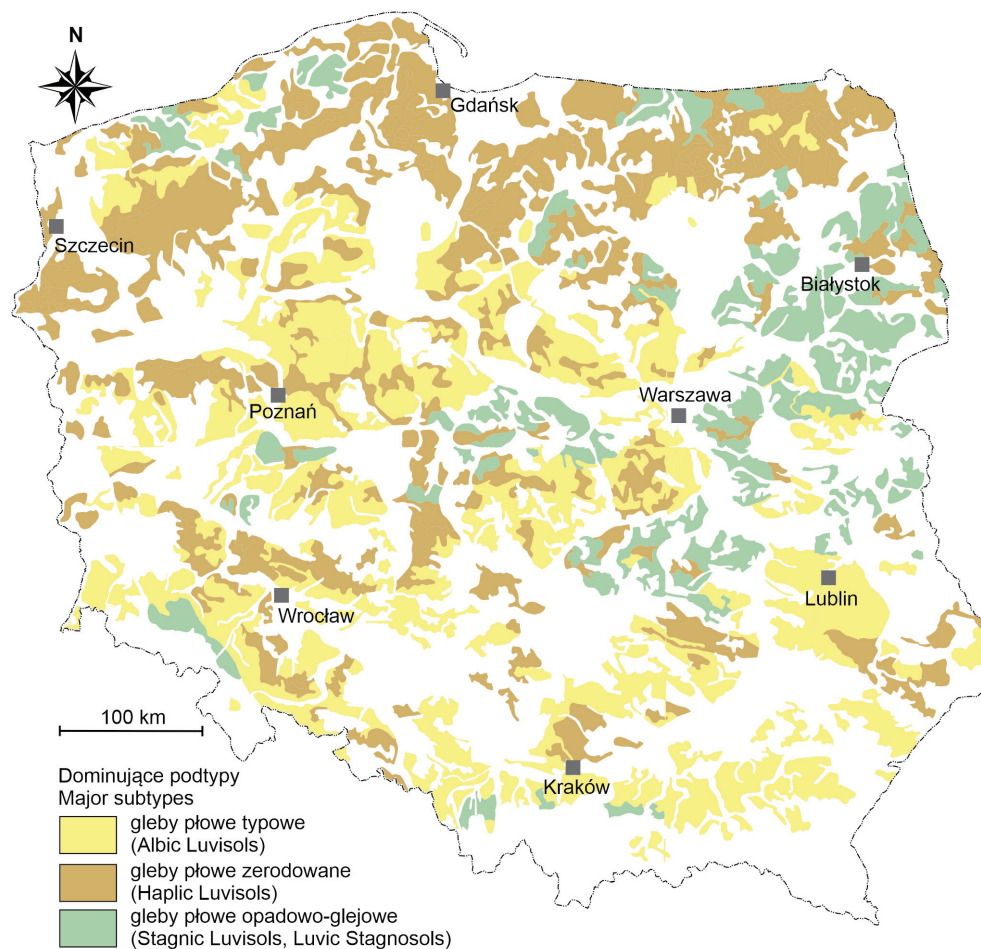 N
Gdańsk
Szczecin
Białystok
Poznań
Warszawa
Lublin
Wrocław
100 km
Kraków
Dominujące podtypy
Major subtypes
gleby płowe typowe
(Albic Luvisols)
gleby płowe zerodowane
(Haplic Luvisols)
gleby płowe opadowo-glejowe
(Stagnic Luvisols, Luvic Stagnosols)